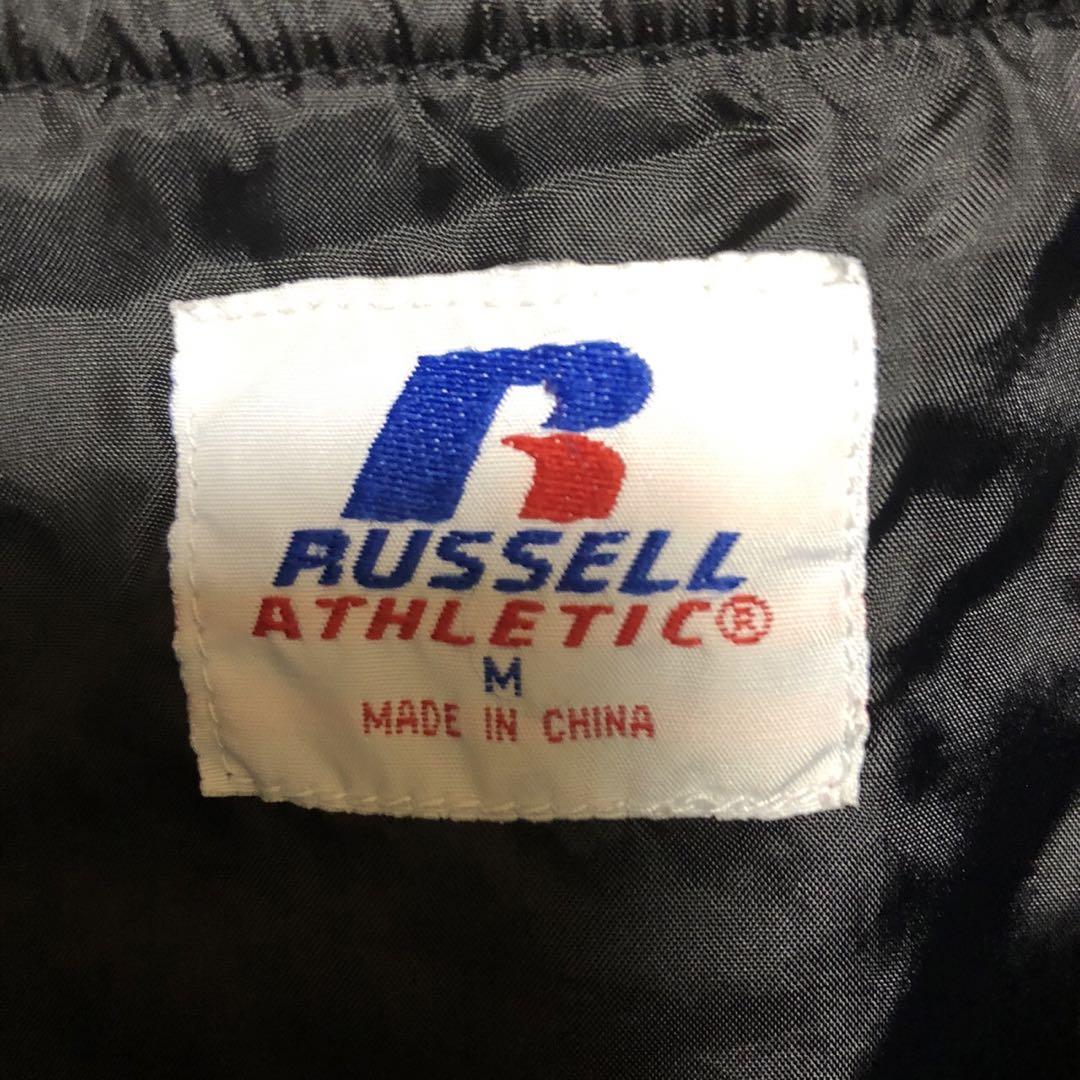 R
RUSSELL
ATHLETIC®
M
MADE IN CHINA